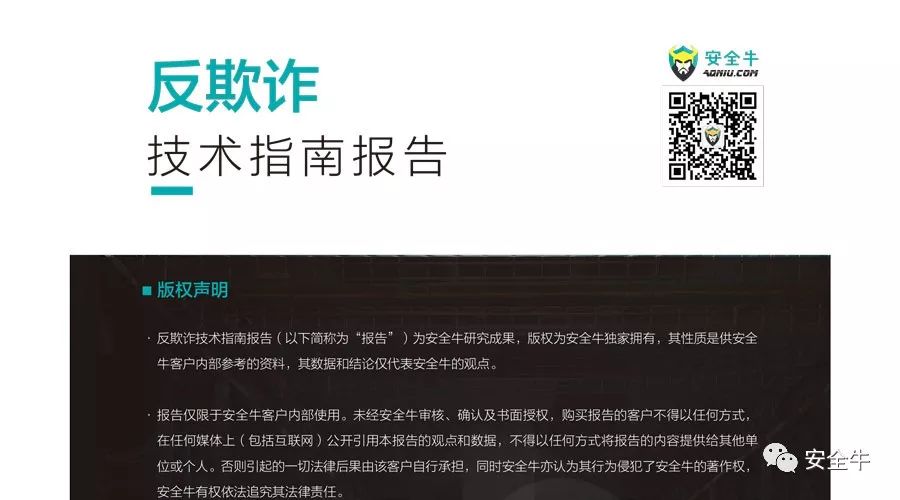 反欺诈
技术指南报告
安全牛
AQNIU.COM
■ 版权声明
· 反欺诈技术指南报告（以下简称为“报告”）为安全牛研究成果，版权为安全牛独家拥有，其性质是供安全
牛客户内部参考的资料，其数据和结论仅代表安全牛的观点。
· 报告仅限于安全牛客户内部使用。未经安全牛审核、确认及书面授权，购买报告的客户不得以任何方式，
在任何媒体上（包括互联网）公开引用本报告的观点和数据，不得以任何方式将报告的内容提供给其他单
位或个人。否则引起的一切法律后果由该客户自行承担，同时安全牛亦认为其行为侵犯了安全牛的著作权，
安全牛有权依法追究其法律责任。
安全牛